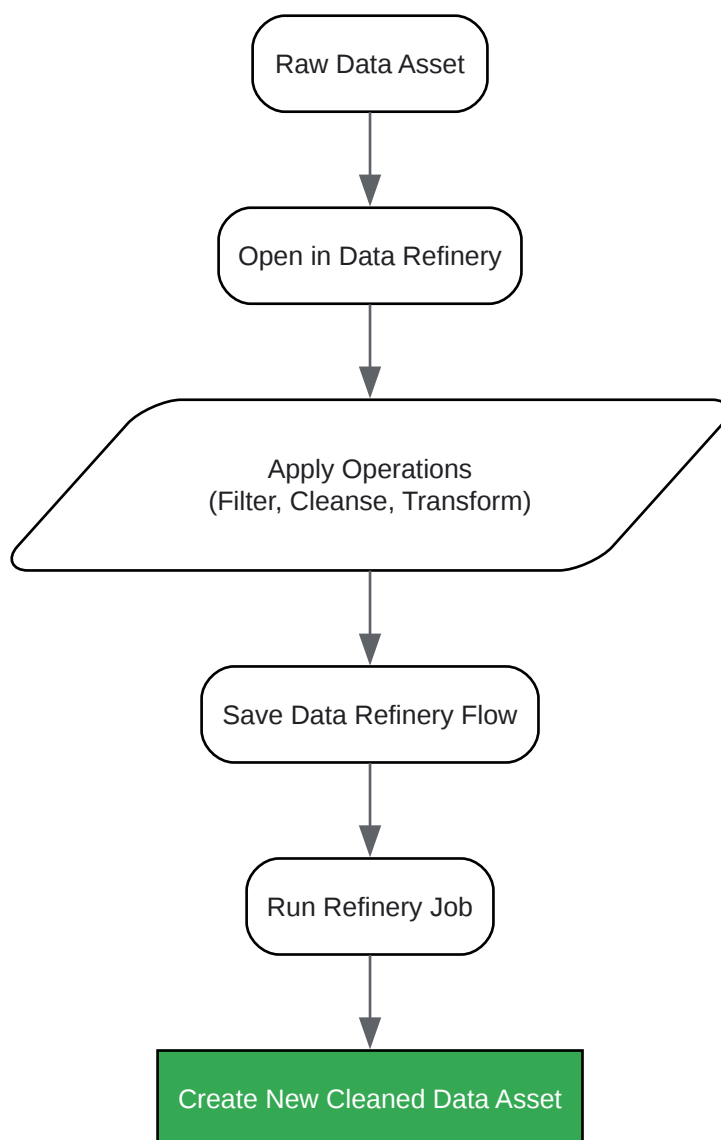 Raw Data Asset
Open in Data Refinery
Apply Operations
(Filter, Cleanse, Transform)
Save Data Refinery Flow
Run Refinery Job
Create New Cleaned Data Asset